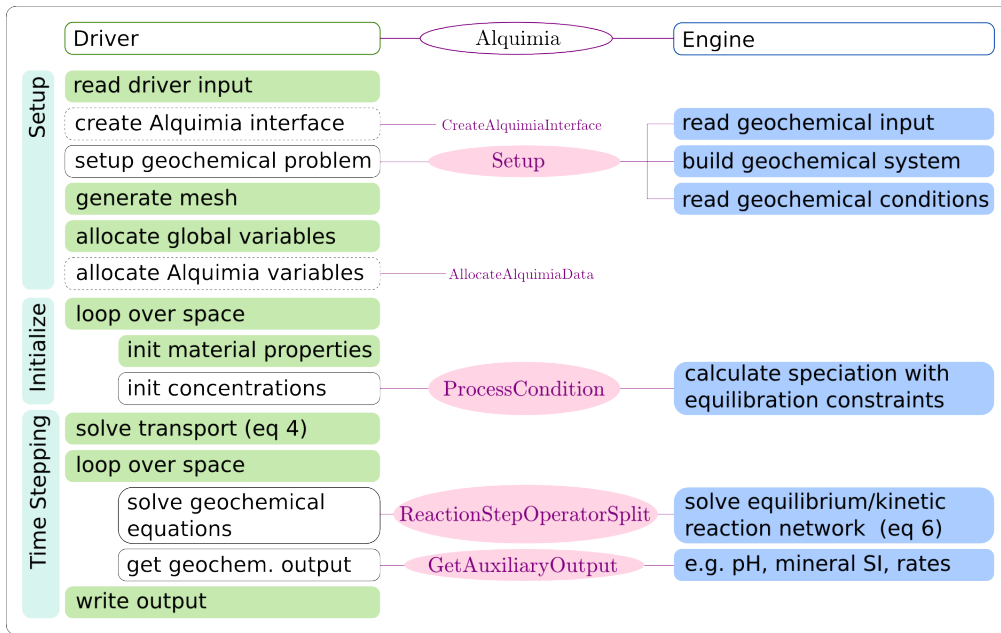 Driver
Alquimia
Engine
Setup
read driver input
create Alquimia interface
CreateAlquimiaInterface
read geochemical input
setup geochemical problem
Setup
build geochemical system
generate mesh
read geochemical conditions
allocate global variables
allocate Alquimia variables
AllocateAlquimiaData
Initialize
loop over space
init material properties
init concentrations
ProcessCondition
calculate speciation with
equilibration constraints
Time Stepping
solve transport (eq 4)
loop over space
solve geochemical
equations
ReactionStepOperatorSplit
solve equilibrium/kinetic
reaction network (eq 6)
get geochem. output
GetAuxiliaryOutput
e.g. pH, mineral SI, rates
write output